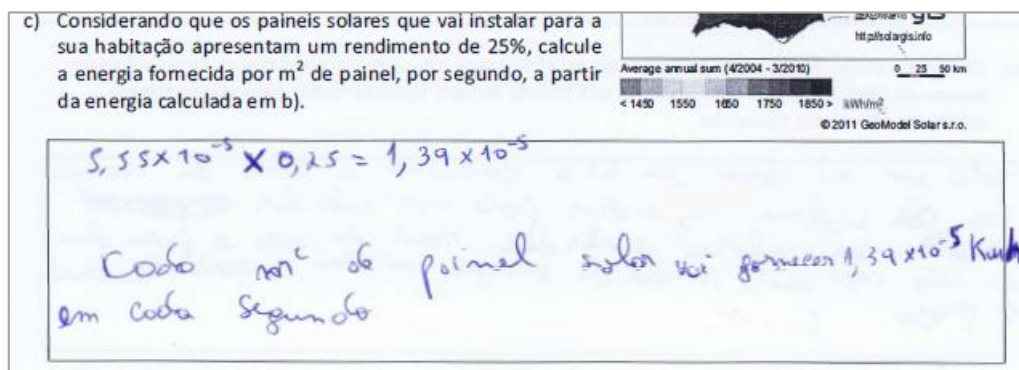 c) Considerando que os paineis solares que vai instalar para a
sua habitação apresentam um rendimento de 25%, calcule
a energia fornecida por m² de painel, por segundo, a partir
da energia calculada em b).
http://solargis.info
Average annual sum (4/2004 - 3/2010)
0 25 50 km
< 1450 1550 1650 1750 1850 > kWh/m²
© 2011 GeoModel Solar s.r.o.
5,55 x 10⁻⁵ x 0,25 = 1,39 x 10⁻⁵
Cada m² de painel solar vai fornecer 1,39 x 10⁻⁵ Kwh
em cada segundo